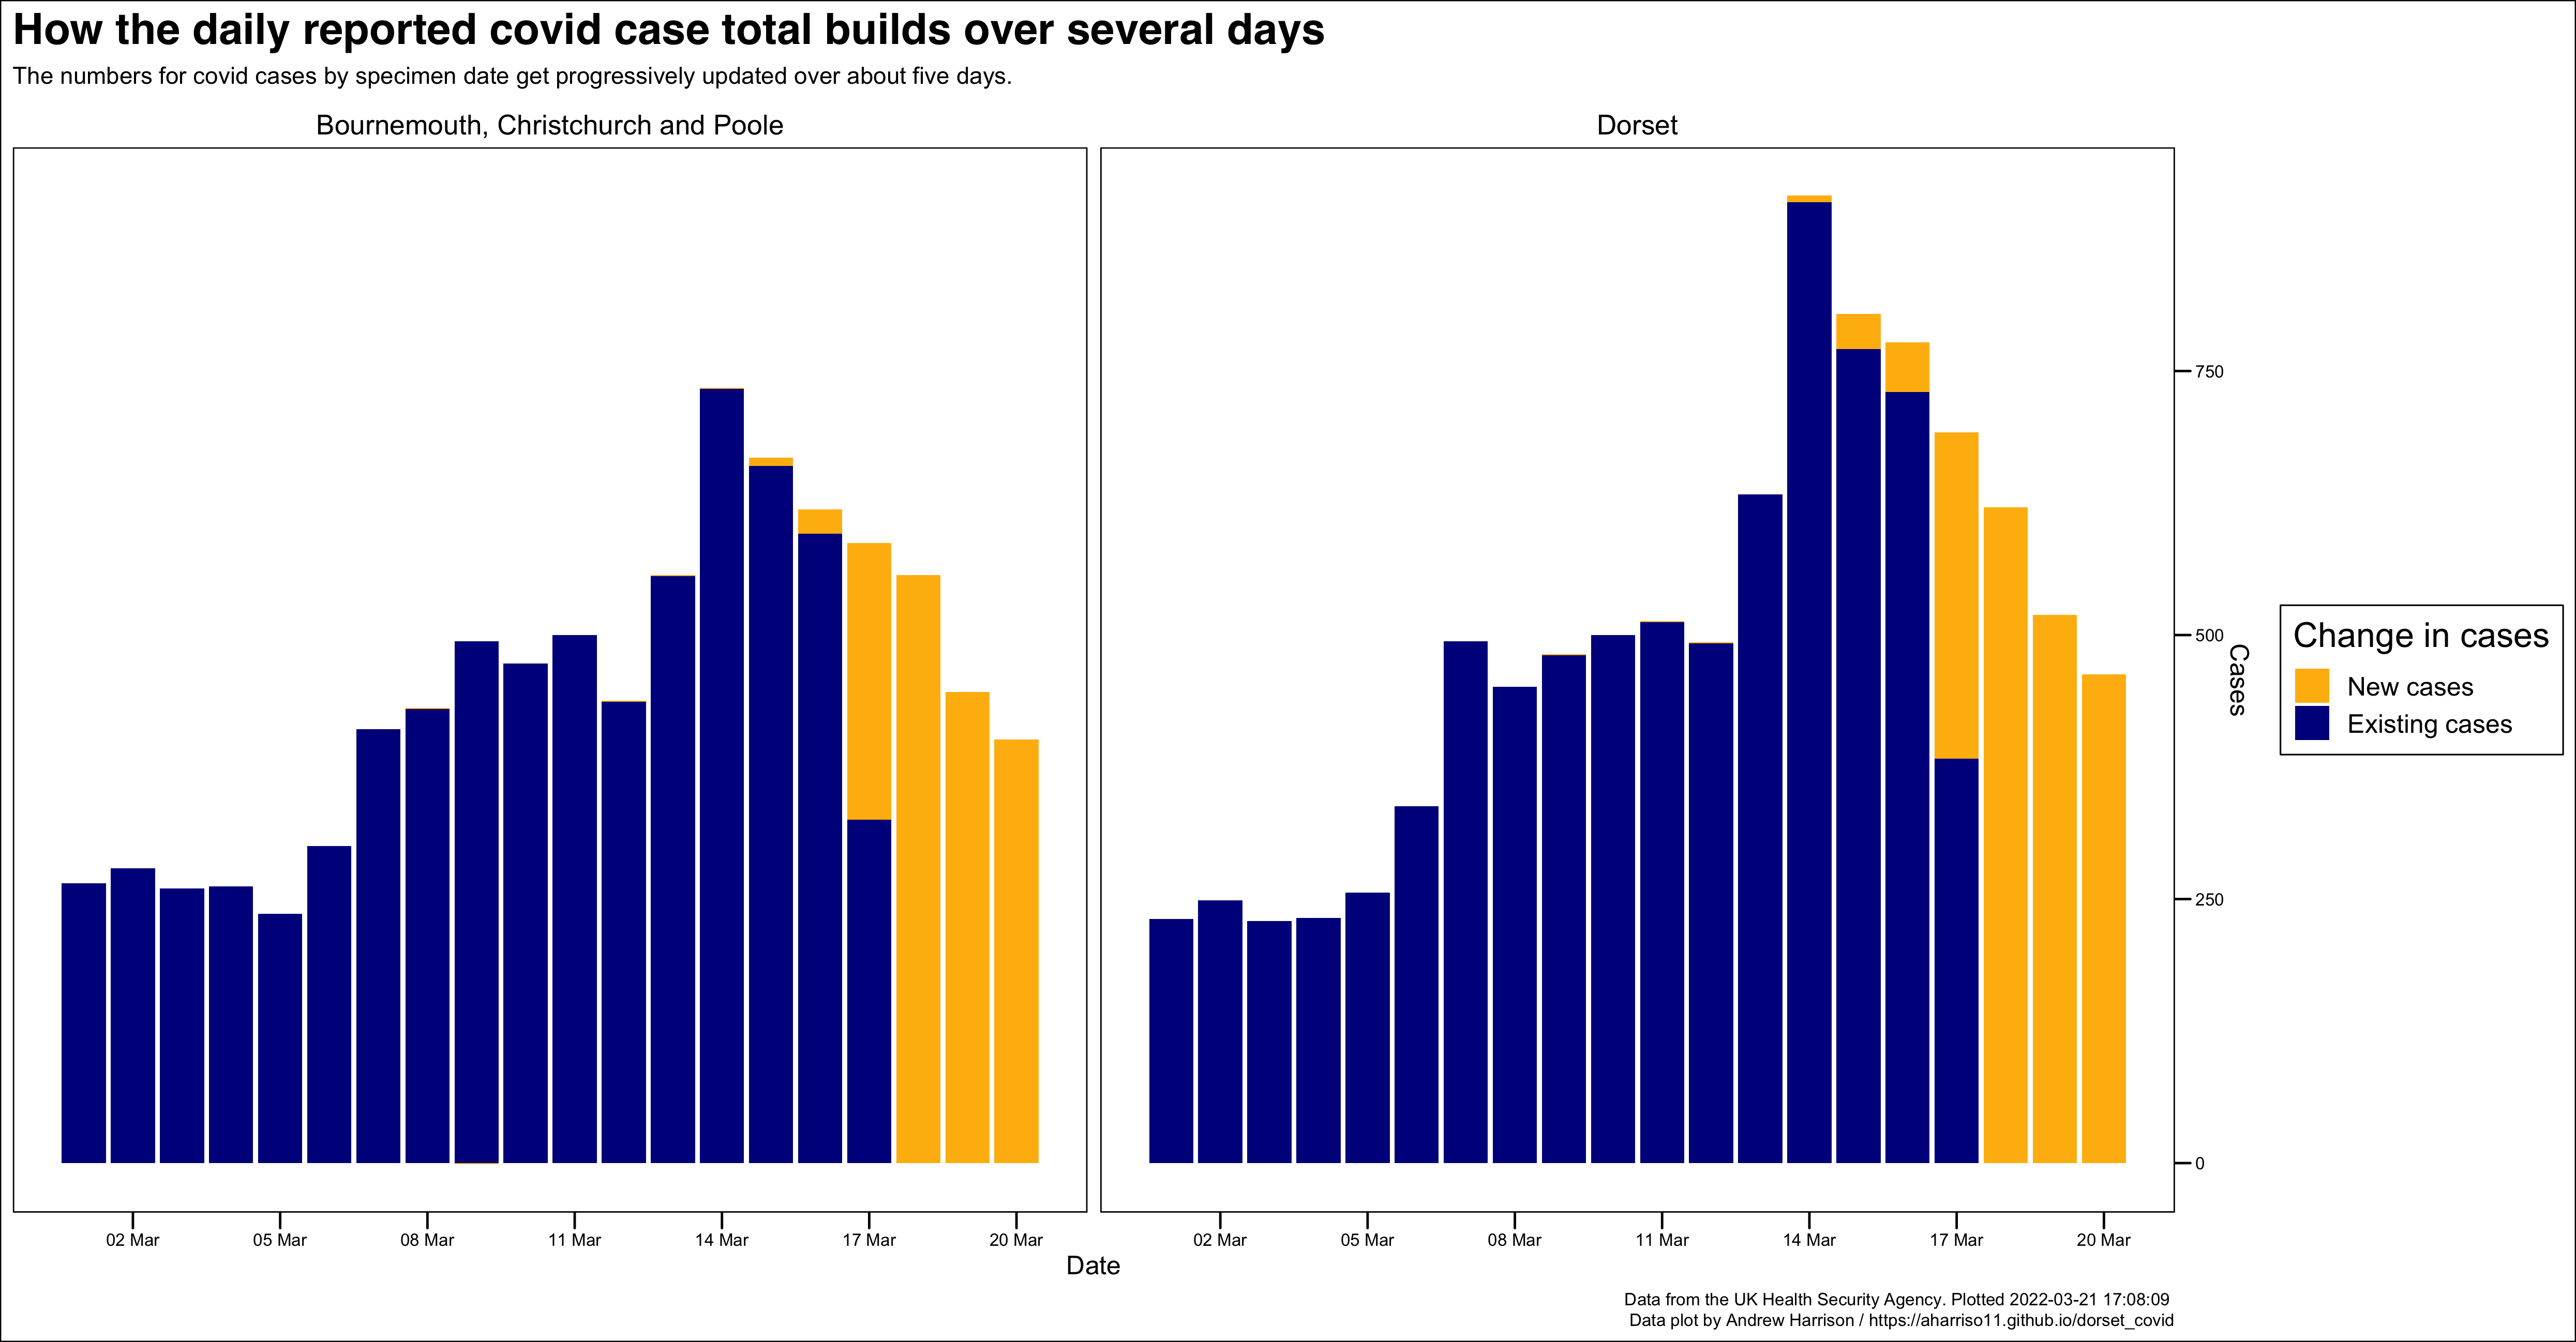 How the daily reported covid case total builds over several days
The numbers for covid cases by specimen date get progressively updated over about five days.
Bournemouth, Christchurch and Poole
Dorset
750
500
250
0
Cases
Change in cases
New cases
Existing cases
02 Mar 05 Mar 08 Mar 11 Mar 14 Mar 17 Mar 20 Mar
02 Mar 05 Mar 08 Mar 11 Mar 14 Mar 17 Mar 20 Mar
Date
Data from the UK Health Security Agency. Plotted 2022-03-21 17:08:09
Data plot by Andrew Harrison / https://aharriso11.github.io/dorset_covid